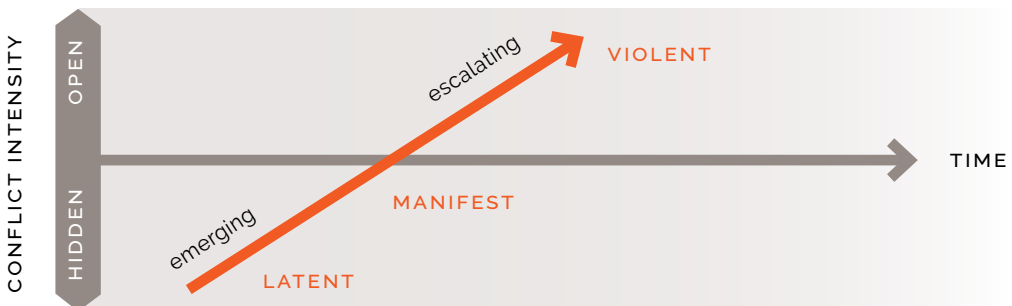 CONFLICT INTENSITY
OPEN
HIDDEN
escalating
VIOLENT
TIME
MANIFEST
emerging
LATENT